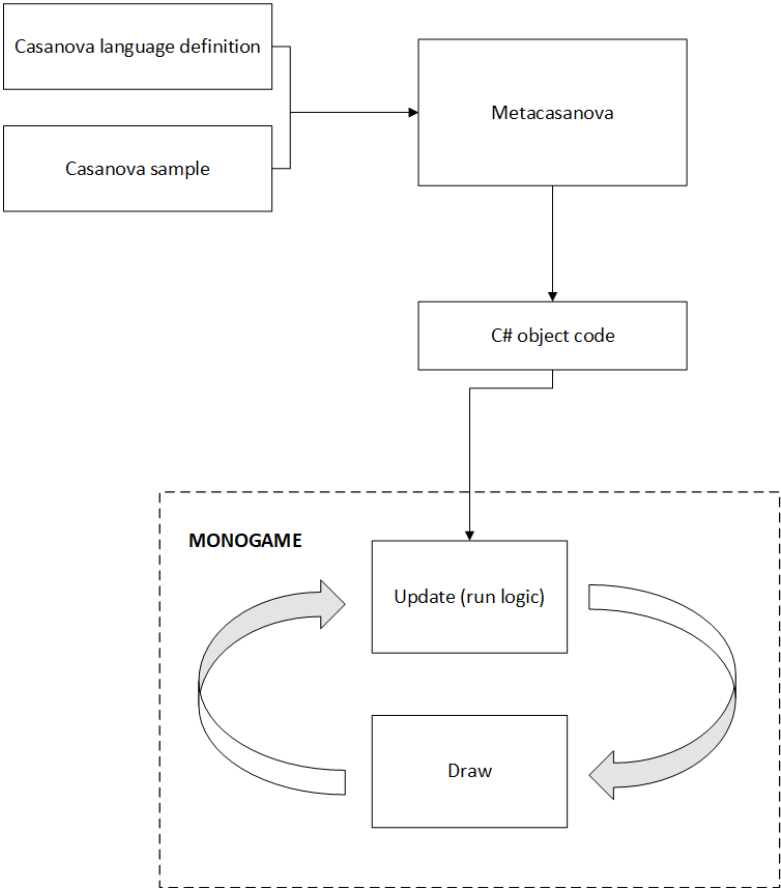 Casanova language definition
Metacasanova
Casanova sample
C# object code
MONOGAME
Update (run logic)
Draw